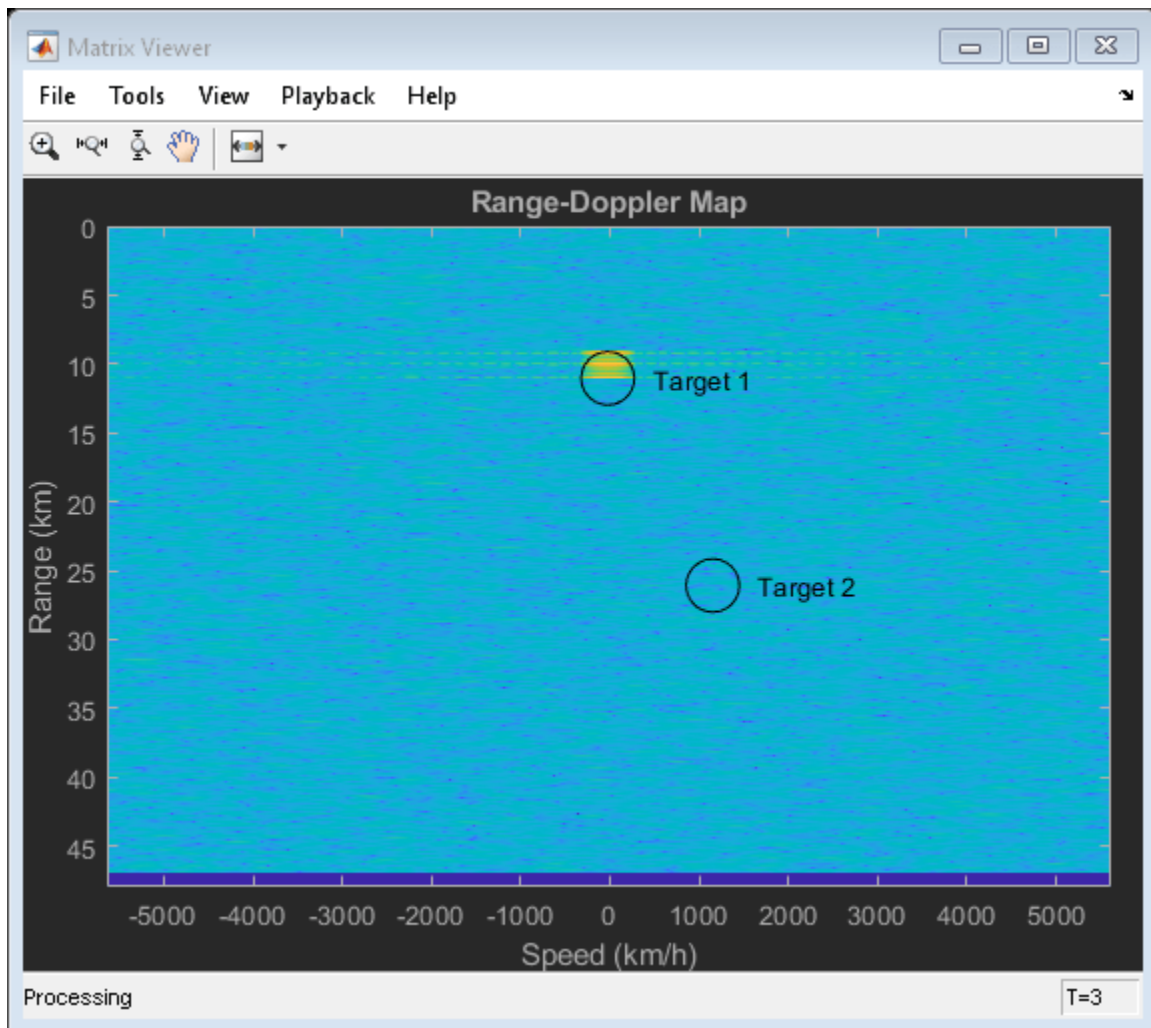 Matrix Viewer
File Tools View Playback Help
Range-Doppler Map
0
5
10
15
20
25
30
35
40
45
Range (km)
Target 1
Target 2
-5000 -4000 -3000 -2000 -1000 0 1000 2000 3000 4000 5000
Speed (km/h)
Processing T=3